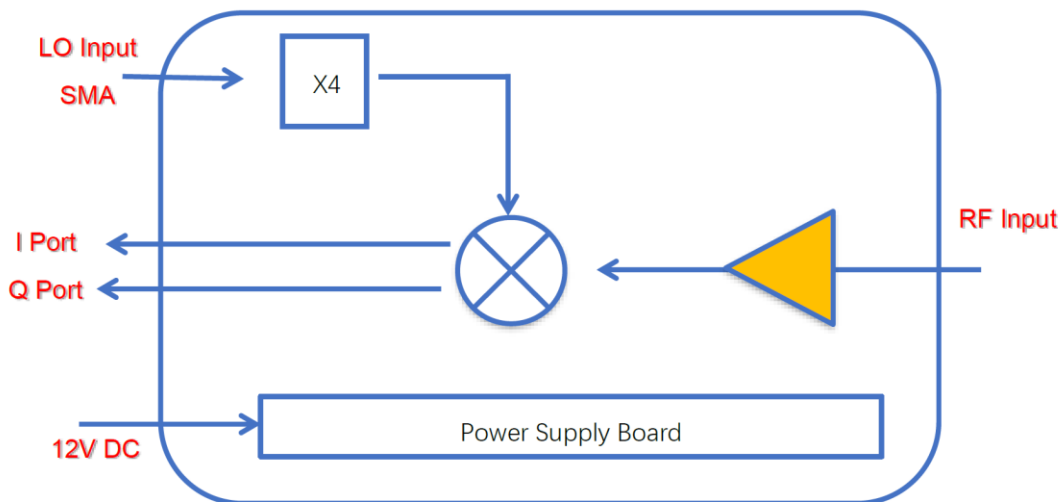 LO Input
SMA
X4
RF Input
I Port
Q Port
12V DC
Power Supply Board